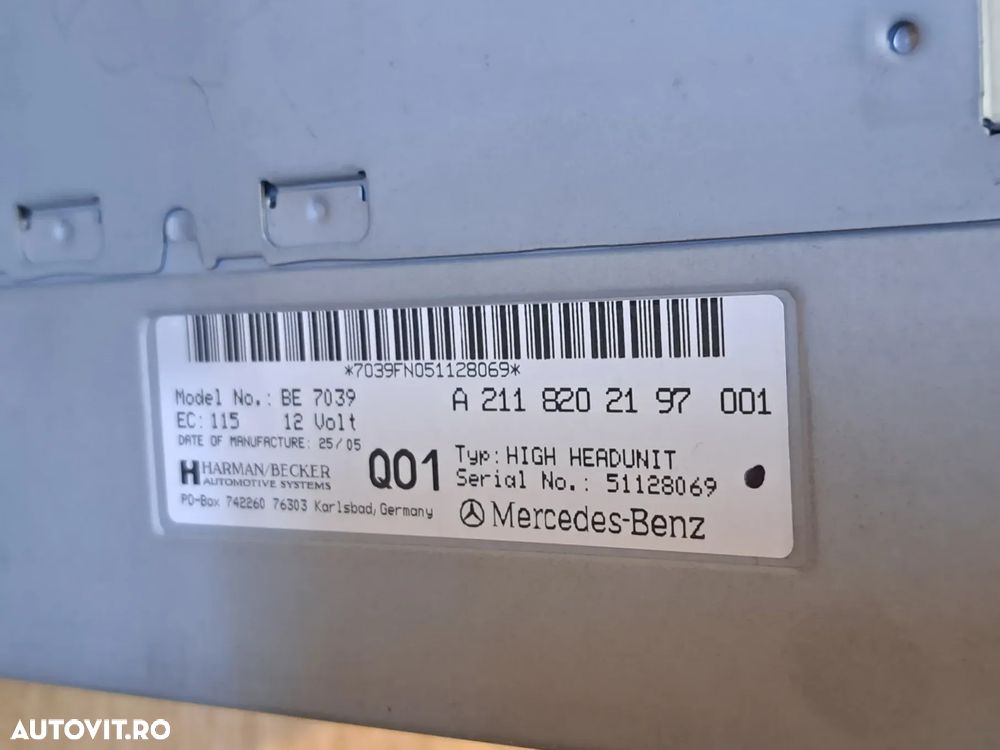 *7039FN051128069*
Model No.: BE 7039
A 211 820 21 97 001
EC: 115 12 Volt
DATE OF MANUFACTURE: 25/05
HARMAN/BECKER
AUTOMOTIVE SYSTEMS
Q01
Typ: HIGH HEADUNIT
Serial No.: 51128069
PO-Box 742260 76303 Karlsbad, Germany
Mercedes-Benz
AUTOVIT.RO